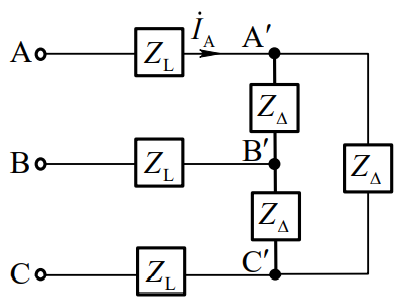 A Z_L İ_A A′
Z_Δ
B Z_L B′ Z_Δ
Z_Δ
C Z_L C′